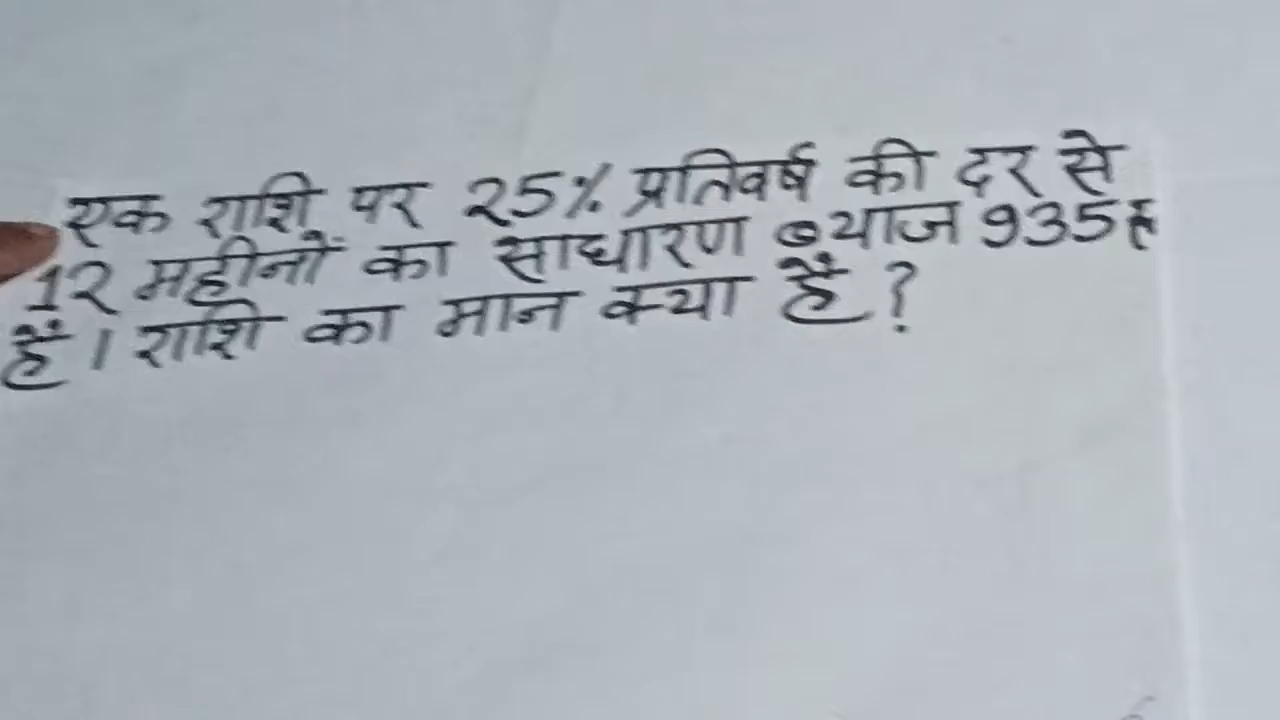 एक राशि पर 25% प्रतिवर्ष की दर से
12 महीनों का साधारण ब्याज 935रु
हैं । राशि का मान क्या हैं ?